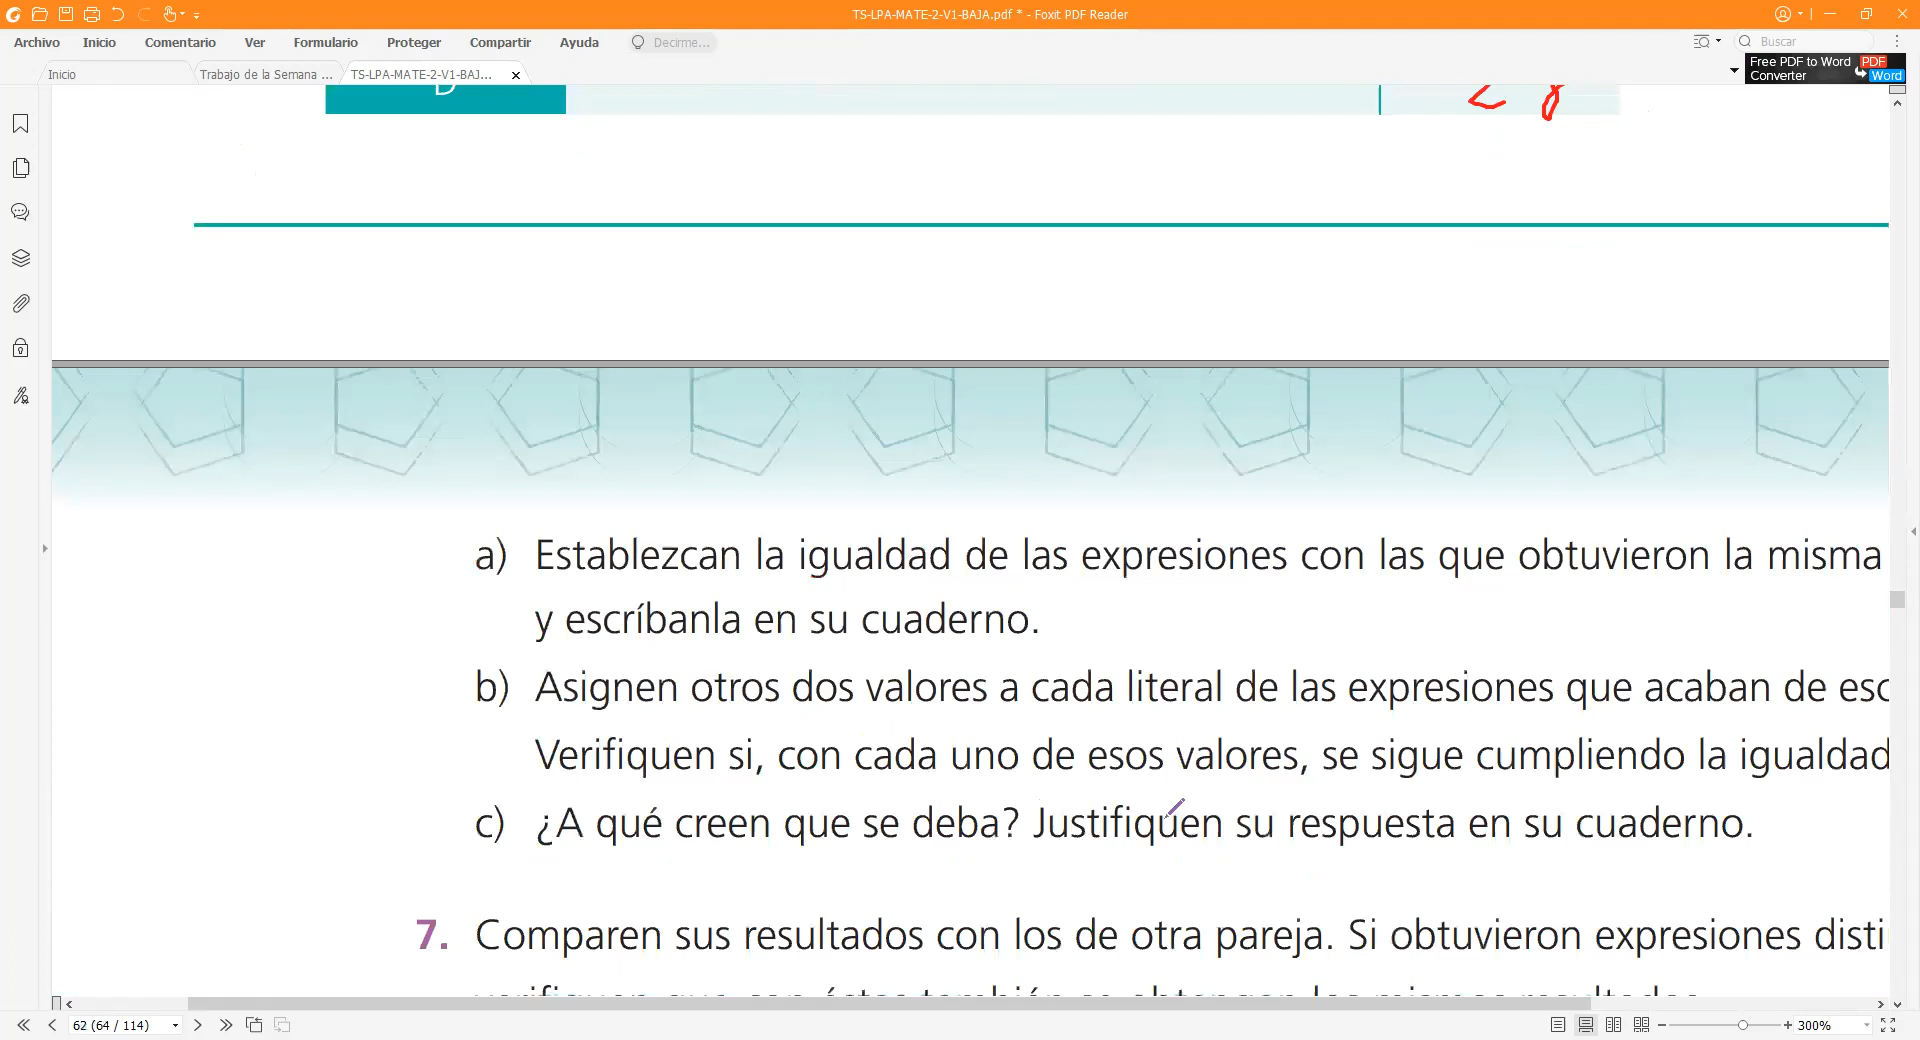 TS-LPA-MATE-2-V1-BAJA.pdf * - Foxit PDF Reader
Archivo Inicio Comentario Ver Formulario Proteger Compartir Ayuda Decirme... Buscar
Inicio Trabajo de la Semana ... TS-LPA-MATE-2-V1-BAJ...
Free PDF to Word PDF
Converter Word
a) Establezcan la igualdad de las expresiones con las que obtuvieron la misma
y escríbanla en su cuaderno.
b) Asignen otros dos valores a cada literal de las expresiones que acaban de esc
Verifiquen si, con cada uno de esos valores, se sigue cumpliendo la igualdad
c) ¿A qué creen que se deba? Justifiquen su respuesta en su cuaderno.
7. Comparen sus resultados con los de otra pareja. Si obtuvieron expresiones disti
62 (64 / 114) 300%